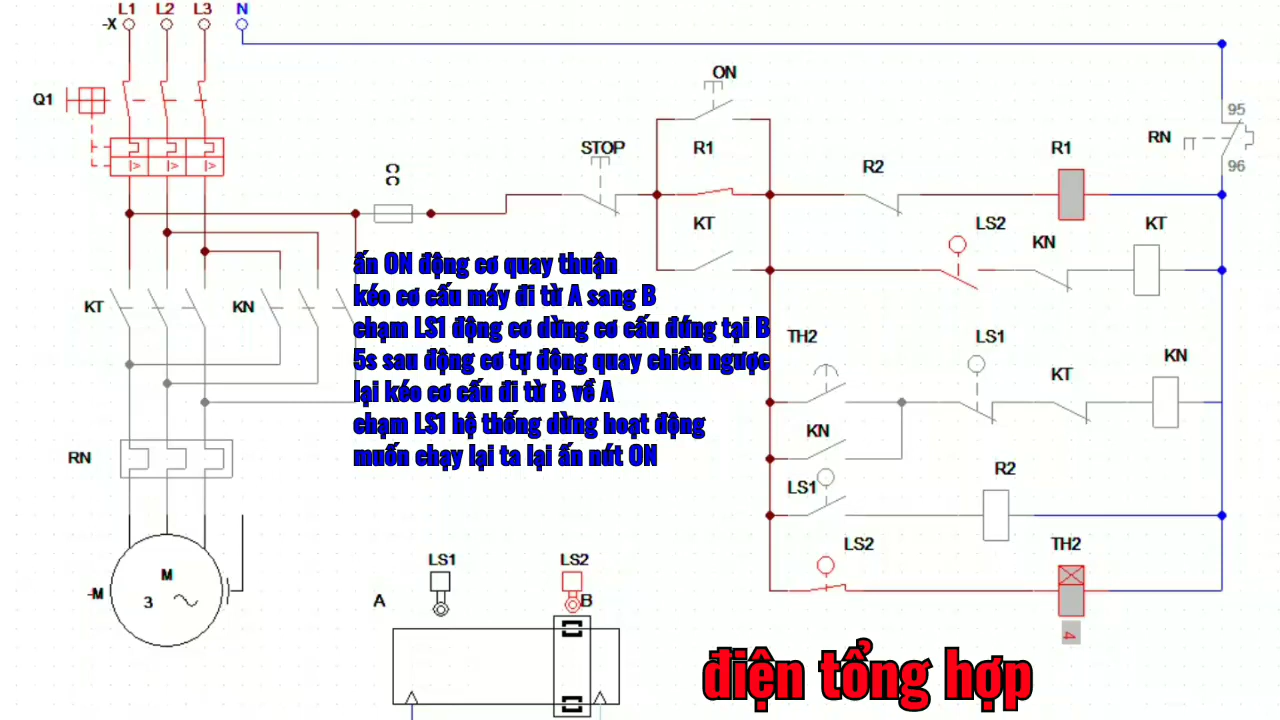 L1 L2 L3 N
-X
Q1
ON
95
STOP
R1
RN
R1
R2
96
CC
KT
LS2
KN
KT
ấn ON động cơ quay thuận
kéo cơ cấu máy đi từ A sang B
KT
KN
chạm LS1 động cơ dừng cơ cấu đứng tại B
TH2
LS1
5s sau động cơ tự động quay chiều ngược
KT
KN
lại kéo cơ cấu đi từ B về A
chạm LS1 hệ thống dừng hoạt động
KN
muốn chạy lại ta lại ấn nút ON
RN
LS1
R2
LS2
TH2
LS1
LS2
M
3
-M
A
B
4
điện tổng hợp